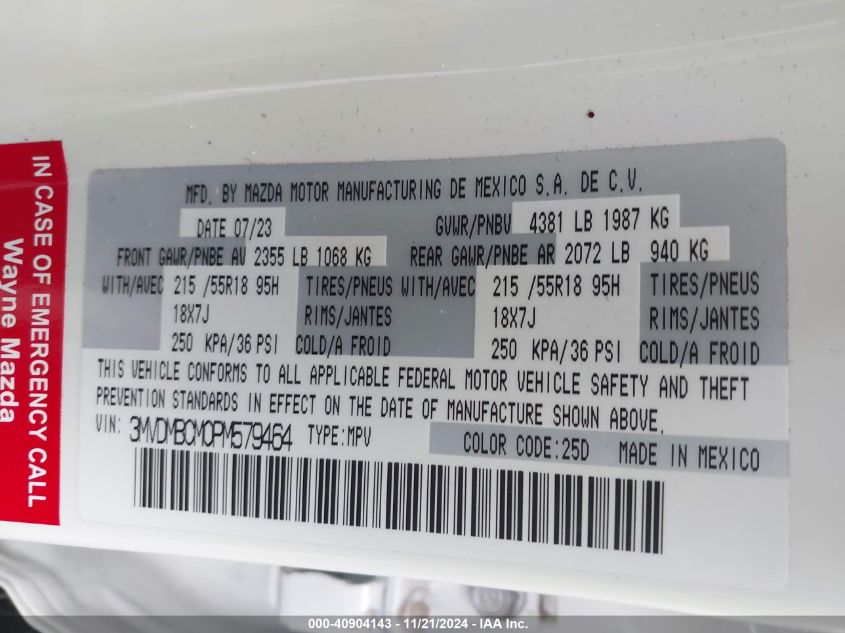 MFD. BY MAZDA MOTOR MANUFACTURING DE MEXICO S.A. DE C.V.
DATE 07/23 GVWR/PNBV 4381 LB 1987 KG
FRONT GAWR/PNBE AV 2355 LB 1068 KG REAR GAWR/PNBE AR 2072 LB 940 KG
WITH/AVEC 215 /55R18 95H TIRES/PNEUS WITH/AVEC 215 /55R18 95H TIRES/PNEUS
18X7J RIMS/JANTES 18X7J RIMS/JANTES
250 KPA/36 PSI COLD/A FROID 250 KPA/36 PSI COLD/A FROID
THIS VEHICLE CONFORMS TO ALL APPLICABLE FEDERAL MOTOR VEHICLE SAFETY AND THEFT
PREVENTION STANDARDS IN EFFECT ON THE DATE OF MANUFACTURE SHOWN ABOVE.
VIN: 3MVDMBCM0PM579464 TYPE:MPV COLOR CODE:25D MADE IN MEXICO
IN CASE OF EMERGENCY CALL
Wayne Mazda
000-40904143 - 11/21/2024 - IAA Inc.